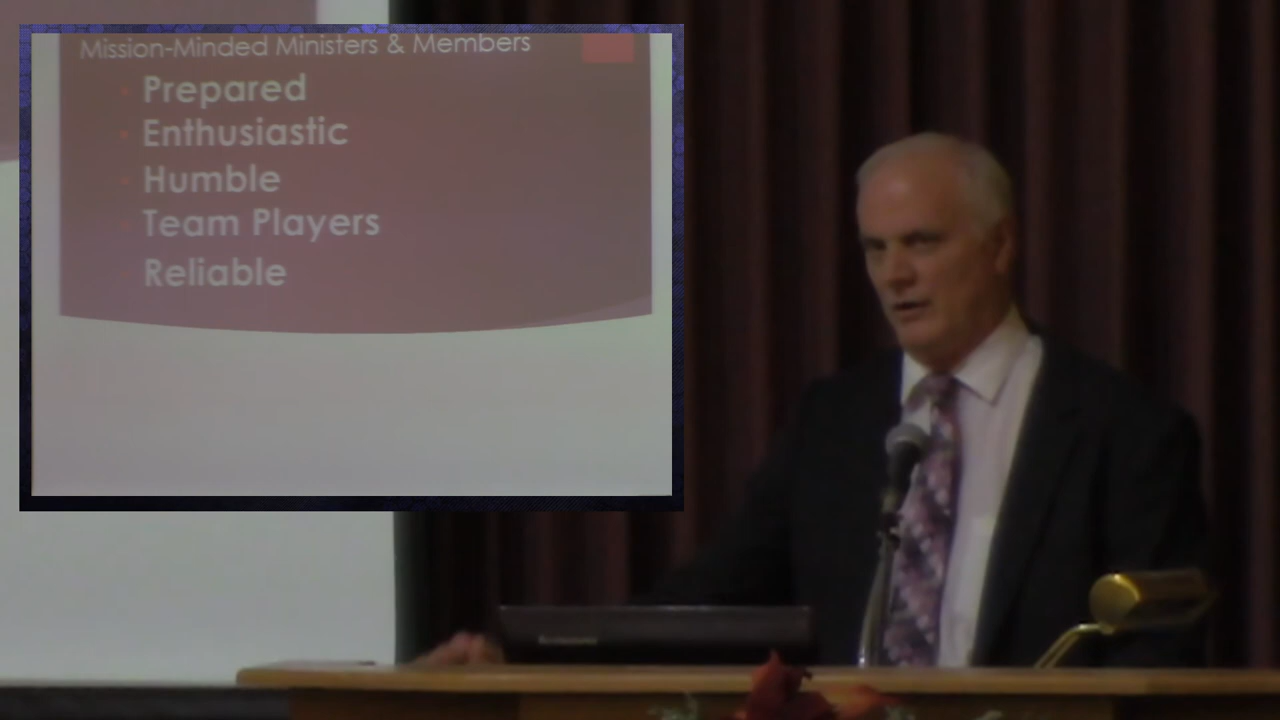 Mission-Minded Ministers & Members
Prepared
Enthusiastic
Humble
Team Players
Reliable